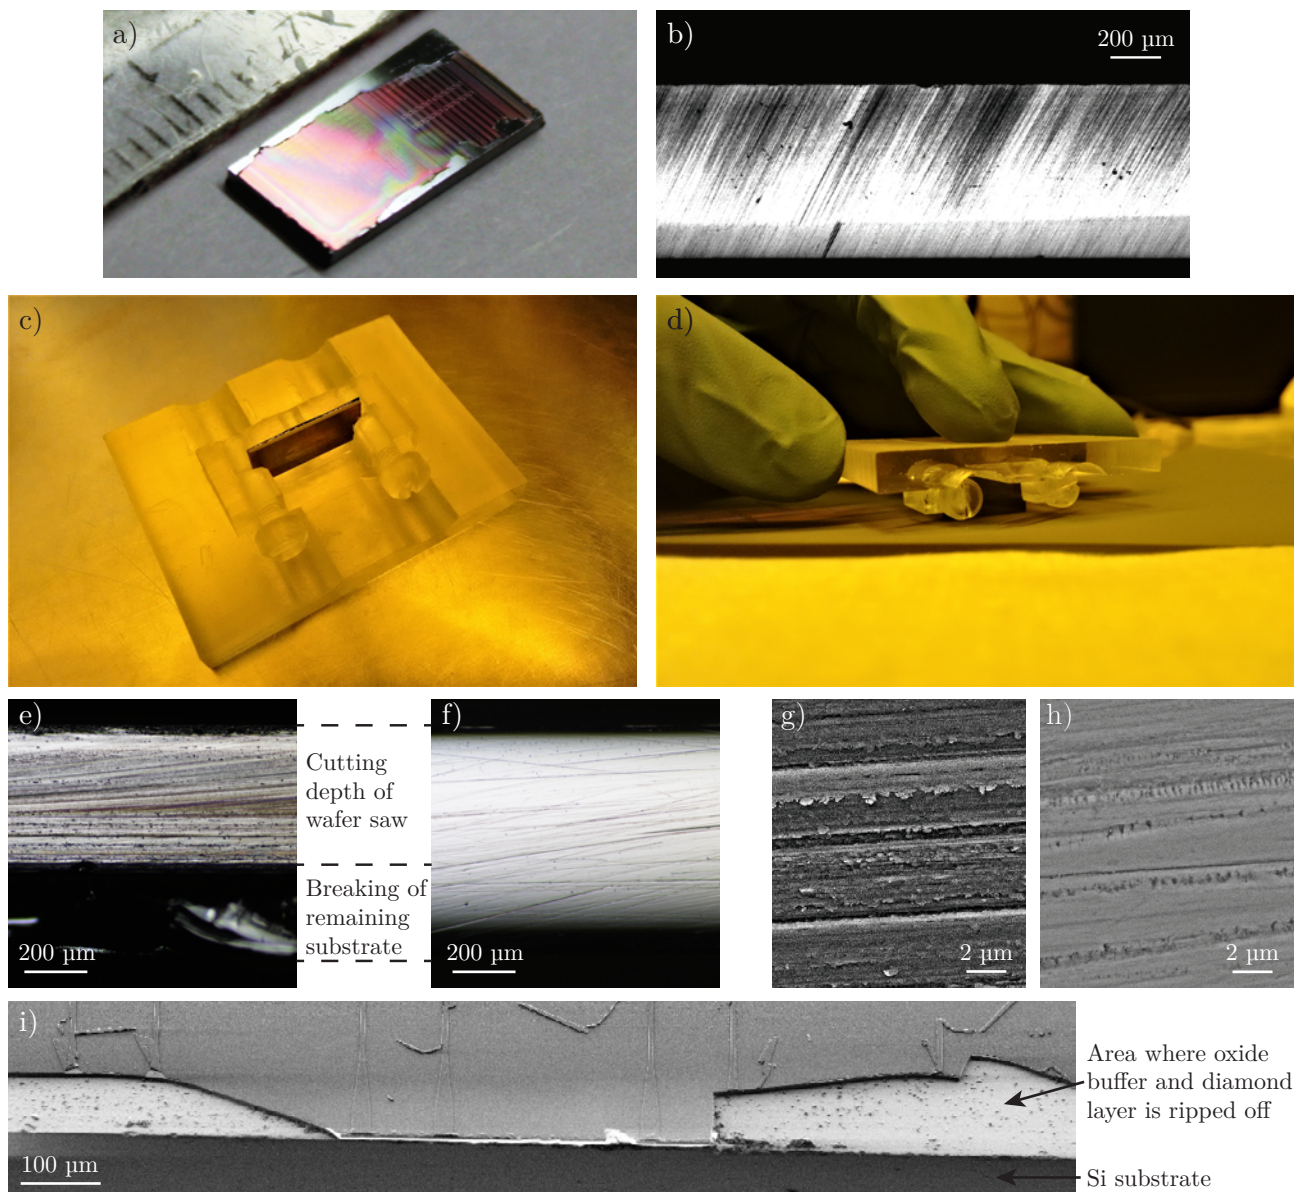 a)
b)
200 µm
c)
d)
e)
f)
g)
h)
Cutting
depth of
wafer saw
Breaking of
remaining
substrate
200 µm
200 µm
2 µm
2 µm
i)
Area where oxide
buffer and diamond
layer is ripped off
100 µm
Si substrate